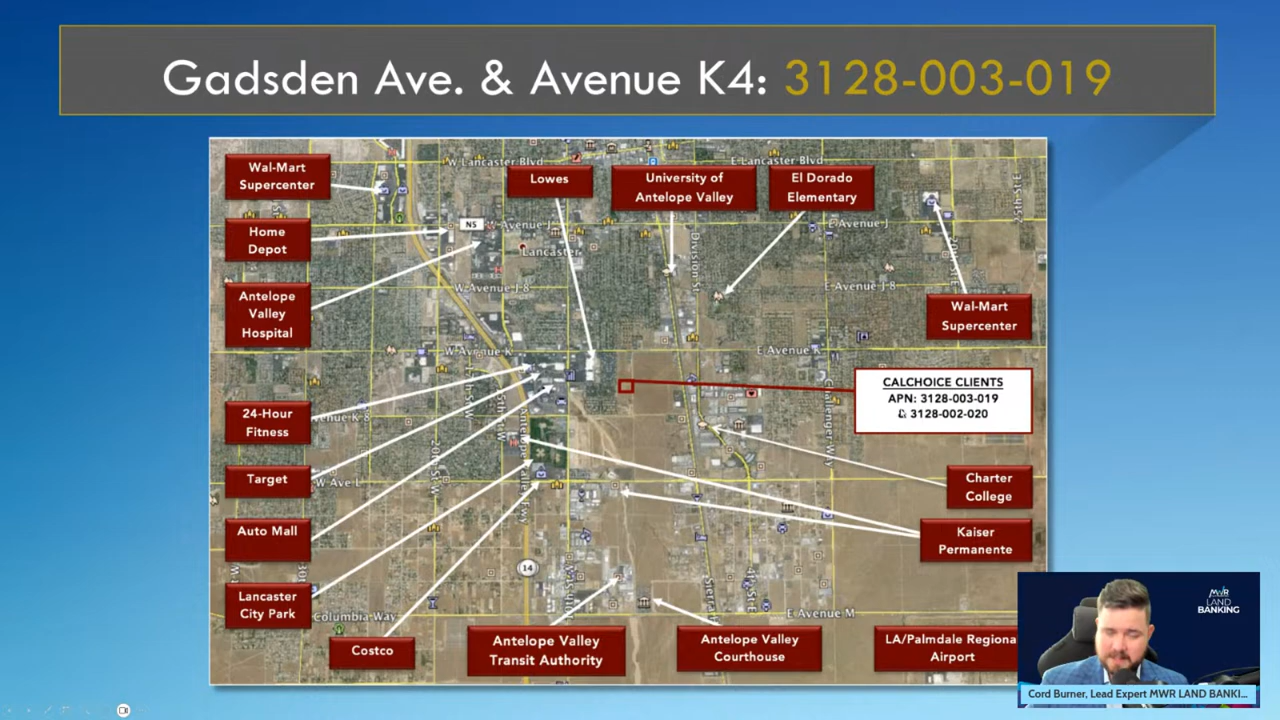 Gadsden Ave. & Avenue K4: 3128-003-019
W Lancaster Blvd
E Lancaster Blvd
Wal-Mart
Supercenter
Lowes
University of
Antelope Valley
El Dorado
Elementary
Home
Depot
N5
W Avenue J
E Avenue J
Lancaster
Division St
20th St E
Antelope
Valley
Hospital
W Avenue J 8
E Avenue J 8
Wal-Mart
Supercenter
W Avenue K
E Avenue K
CALCHOICE CLIENTS
APN: 3128-003-019
& 3128-002-020
24-Hour
Fitness
Challenger Way
Target
W Ave L
Charter
College
Auto Mall
Kaiser
Permanente
14
Lancaster
City Park
Columbia Way
E Avenue M
Costco
Antelope Valley
Transit Authority
Antelope Valley
Courthouse
LA/Palmdale Regiona
Airport
MWR
LAND
BANKING
Cord Burner, Lead Expert MWR LAND BANKI...